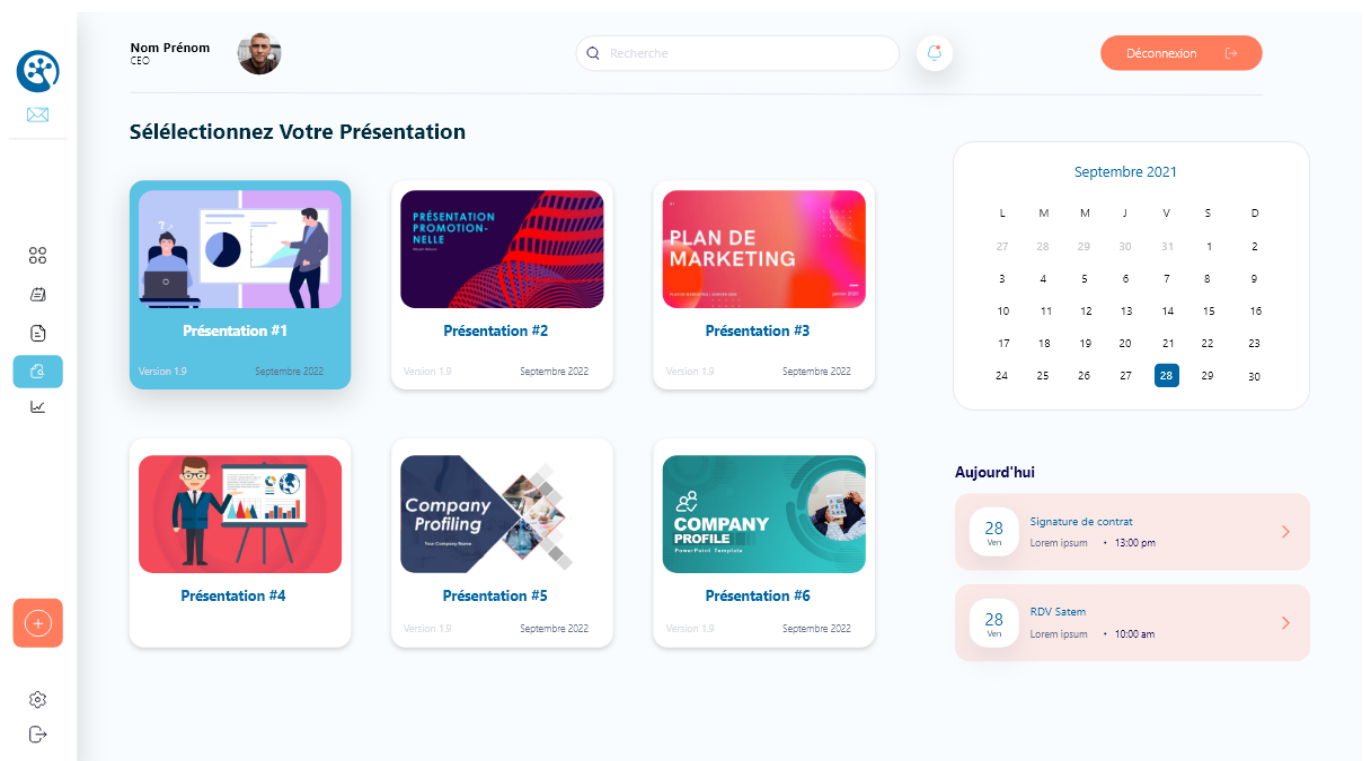 Nom Prénom
CEO
Recherche
Déconnexion
Sélélectionnez Votre Présentation
?
PRÉSENTATION
PROMOTION-
NELLE
PLAN DE
MARKETING
janvier 2022
Présentation #1
Présentation #2
Présentation #3
Version 1.9 Septembre 2022
Version 1.9 Septembre 2022
Version 1.9 Septembre 2022
Company
Profiling
Your Company Name
COMPANY
PROFILE
PowerPoint Template
Présentation #4
Présentation #5
Présentation #6
Version 1.9 Septembre 2022
Version 1.9 Septembre 2022
Septembre 2021
L M M J V S D
27 28 29 30 31 1 2
3 4 5 6 7 8 9
10 11 12 13 14 15 16
17 18 19 20 21 22 23
24 25 26 27 28 29 30
Aujourd'hui
28
Ven
Signature de contrat
Lorem ipsum • 13:00 pm
28
Ven
RDV Satem
Lorem ipsum • 10:00 am